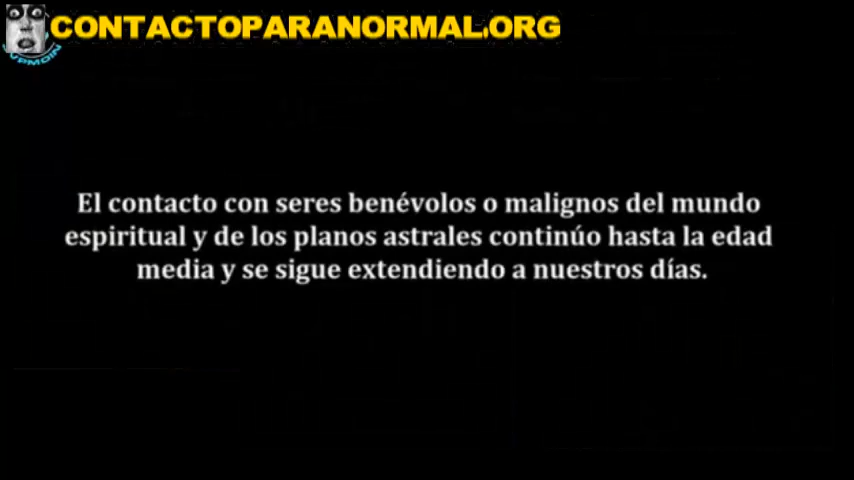 CONTACTOPARANORMAL.ORG
VPMOIN
El contacto con seres benévolos o malignos del mundo
espiritual y de los planos astrales continúo hasta la edad
media y se sigue extendiendo a nuestros días.